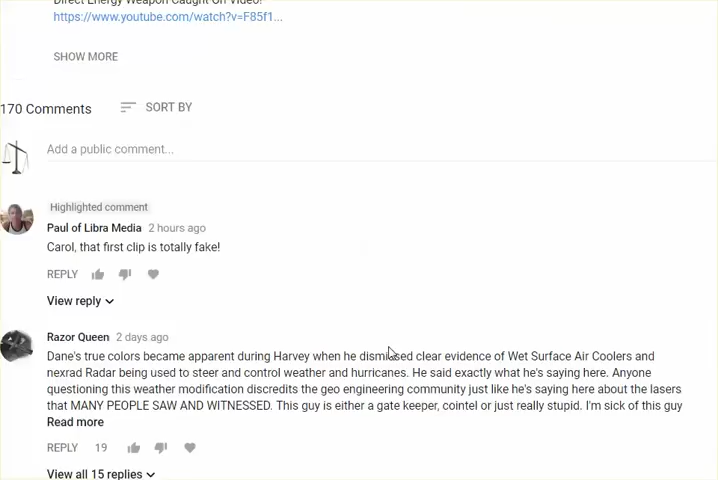 Direct Energy Weapon Caught On Video!
https://www.youtube.com/watch?v=F85f1...
SHOW MORE
170 Comments SORT BY
Add a public comment...
Highlighted comment
Paul of Libra Media 2 hours ago
Carol, that first clip is totally fake!
REPLY
View reply
Razor Queen 2 days ago
Dane's true colors became apparent during Harvey when he dismissed clear evidence of Wet Surface Air Coolers and
nexrad Radar being used to steer and control weather and hurricanes. He said exactly what he's saying here. Anyone
questioning this weather modification discredits the geo engineering community just like he's saying here about the lasers
that MANY PEOPLE SAW AND WITNESSED. This guy is either a gate keeper, cointel or just really stupid. I'm sick of this guy
Read more
REPLY 19
View all 15 replies